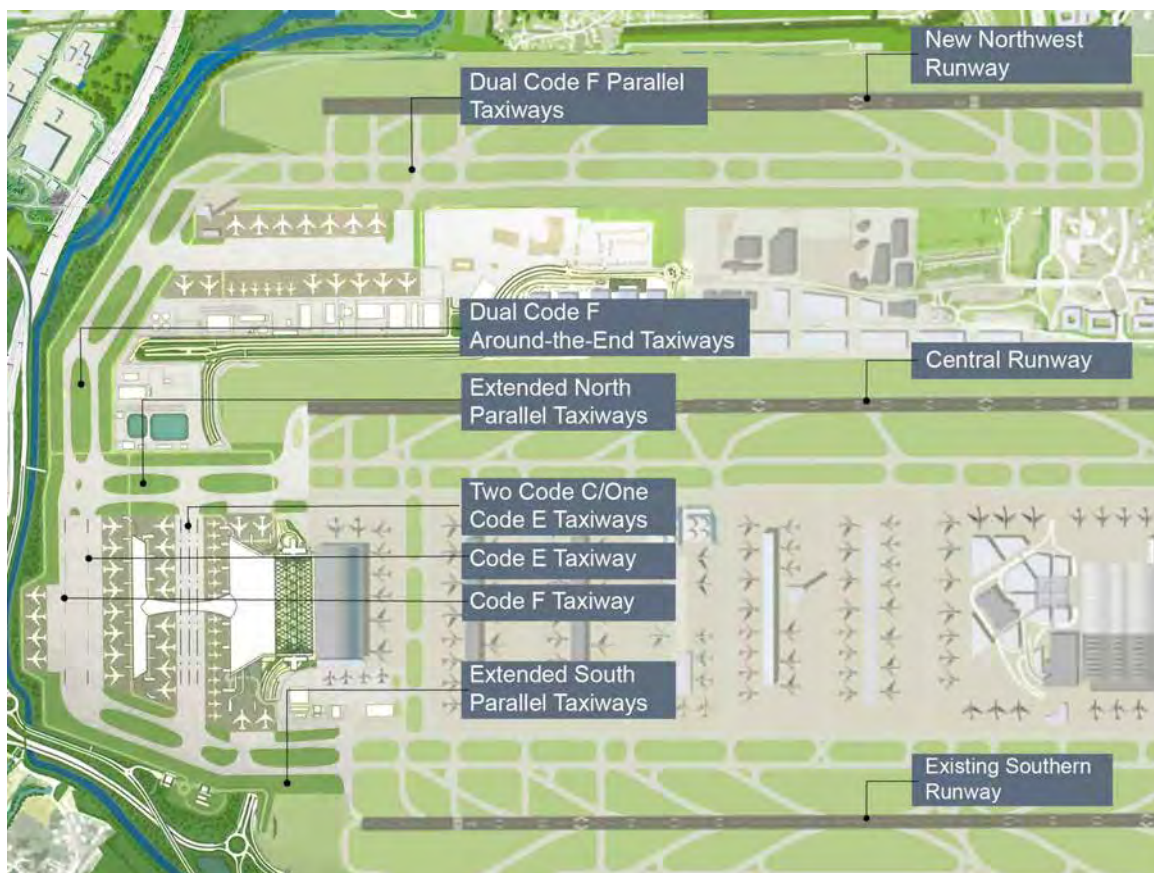 New Northwest
Runway
Dual Code F Parallel
Taxiways
Dual Code F
Around-the-End Taxiways
Central Runway
Extended North
Parallel Taxiways
Two Code C/One
Code E Taxiways
Code E Taxiway
Code F Taxiway
Extended South
Parallel Taxiways
Existing Southern
Runway